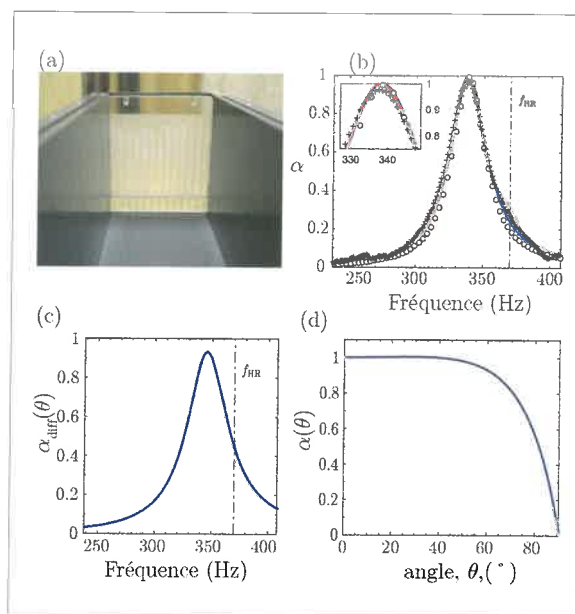 (a)
(b)
1
0.8
0.6
0.4
0.2
0
α
f_HR
1
0.9
0.8
330 340
250 300 350 400
Fréquence (Hz)
(c)
1
0.8
0.6
0.4
0.2
0
α_diff(θ)
f_HR
250 300 350 400
Fréquence (Hz)
(d)
1
0.8
0.6
0.4
0.2
0
α(θ)
0 20 40 60 80
angle, θ,(°)